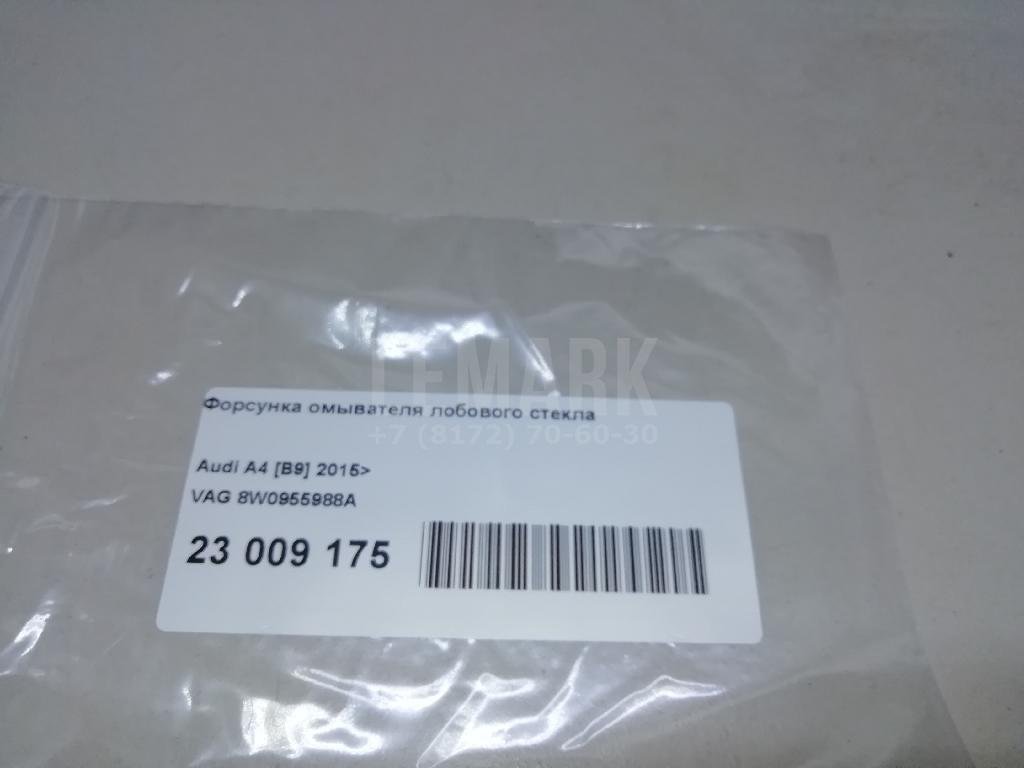 LEMARK
+7 (8172) 70-60-30
Форсунка омывателя лобового стекла
Audi A4 [B9] 2015>
VAG 8W0955988A
23 009 175